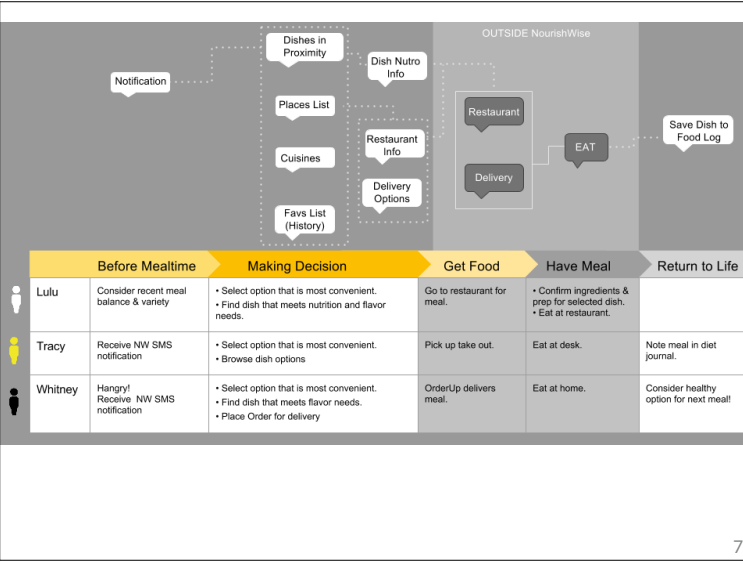 OUTSIDE NourishWise
Dishes in
Proximity
Dish Nutro
Info
Notification
Places List
Restaurant
Restaurant
Info
Save Dish to
Food Log
EAT
Cuisines
Delivery
Delivery
Options
Favs List
(History)
Before Mealtime
Making Decision
Get Food
Have Meal
Return to Life
Lulu
Consider recent meal
balance & variety
• Select option that is most convenient.
• Find dish that meets nutrition and flavor
needs.
Go to restaurant for
meal.
• Confirm ingredients &
prep for selected dish.
• Eat at restaurant.
Tracy
Receive NW SMS
notification
• Select option that is most convenient.
• Browse dish options
Pick up take out.
Eat at desk.
Note meal in diet
journal.
Whitney
Hangry!
Receive NW SMS
notification
• Select option that is most convenient.
• Find dish that meets flavor needs.
• Place Order for delivery
OrderUp delivers
meal.
Eat at home.
Consider healthy
option for next meal!
7